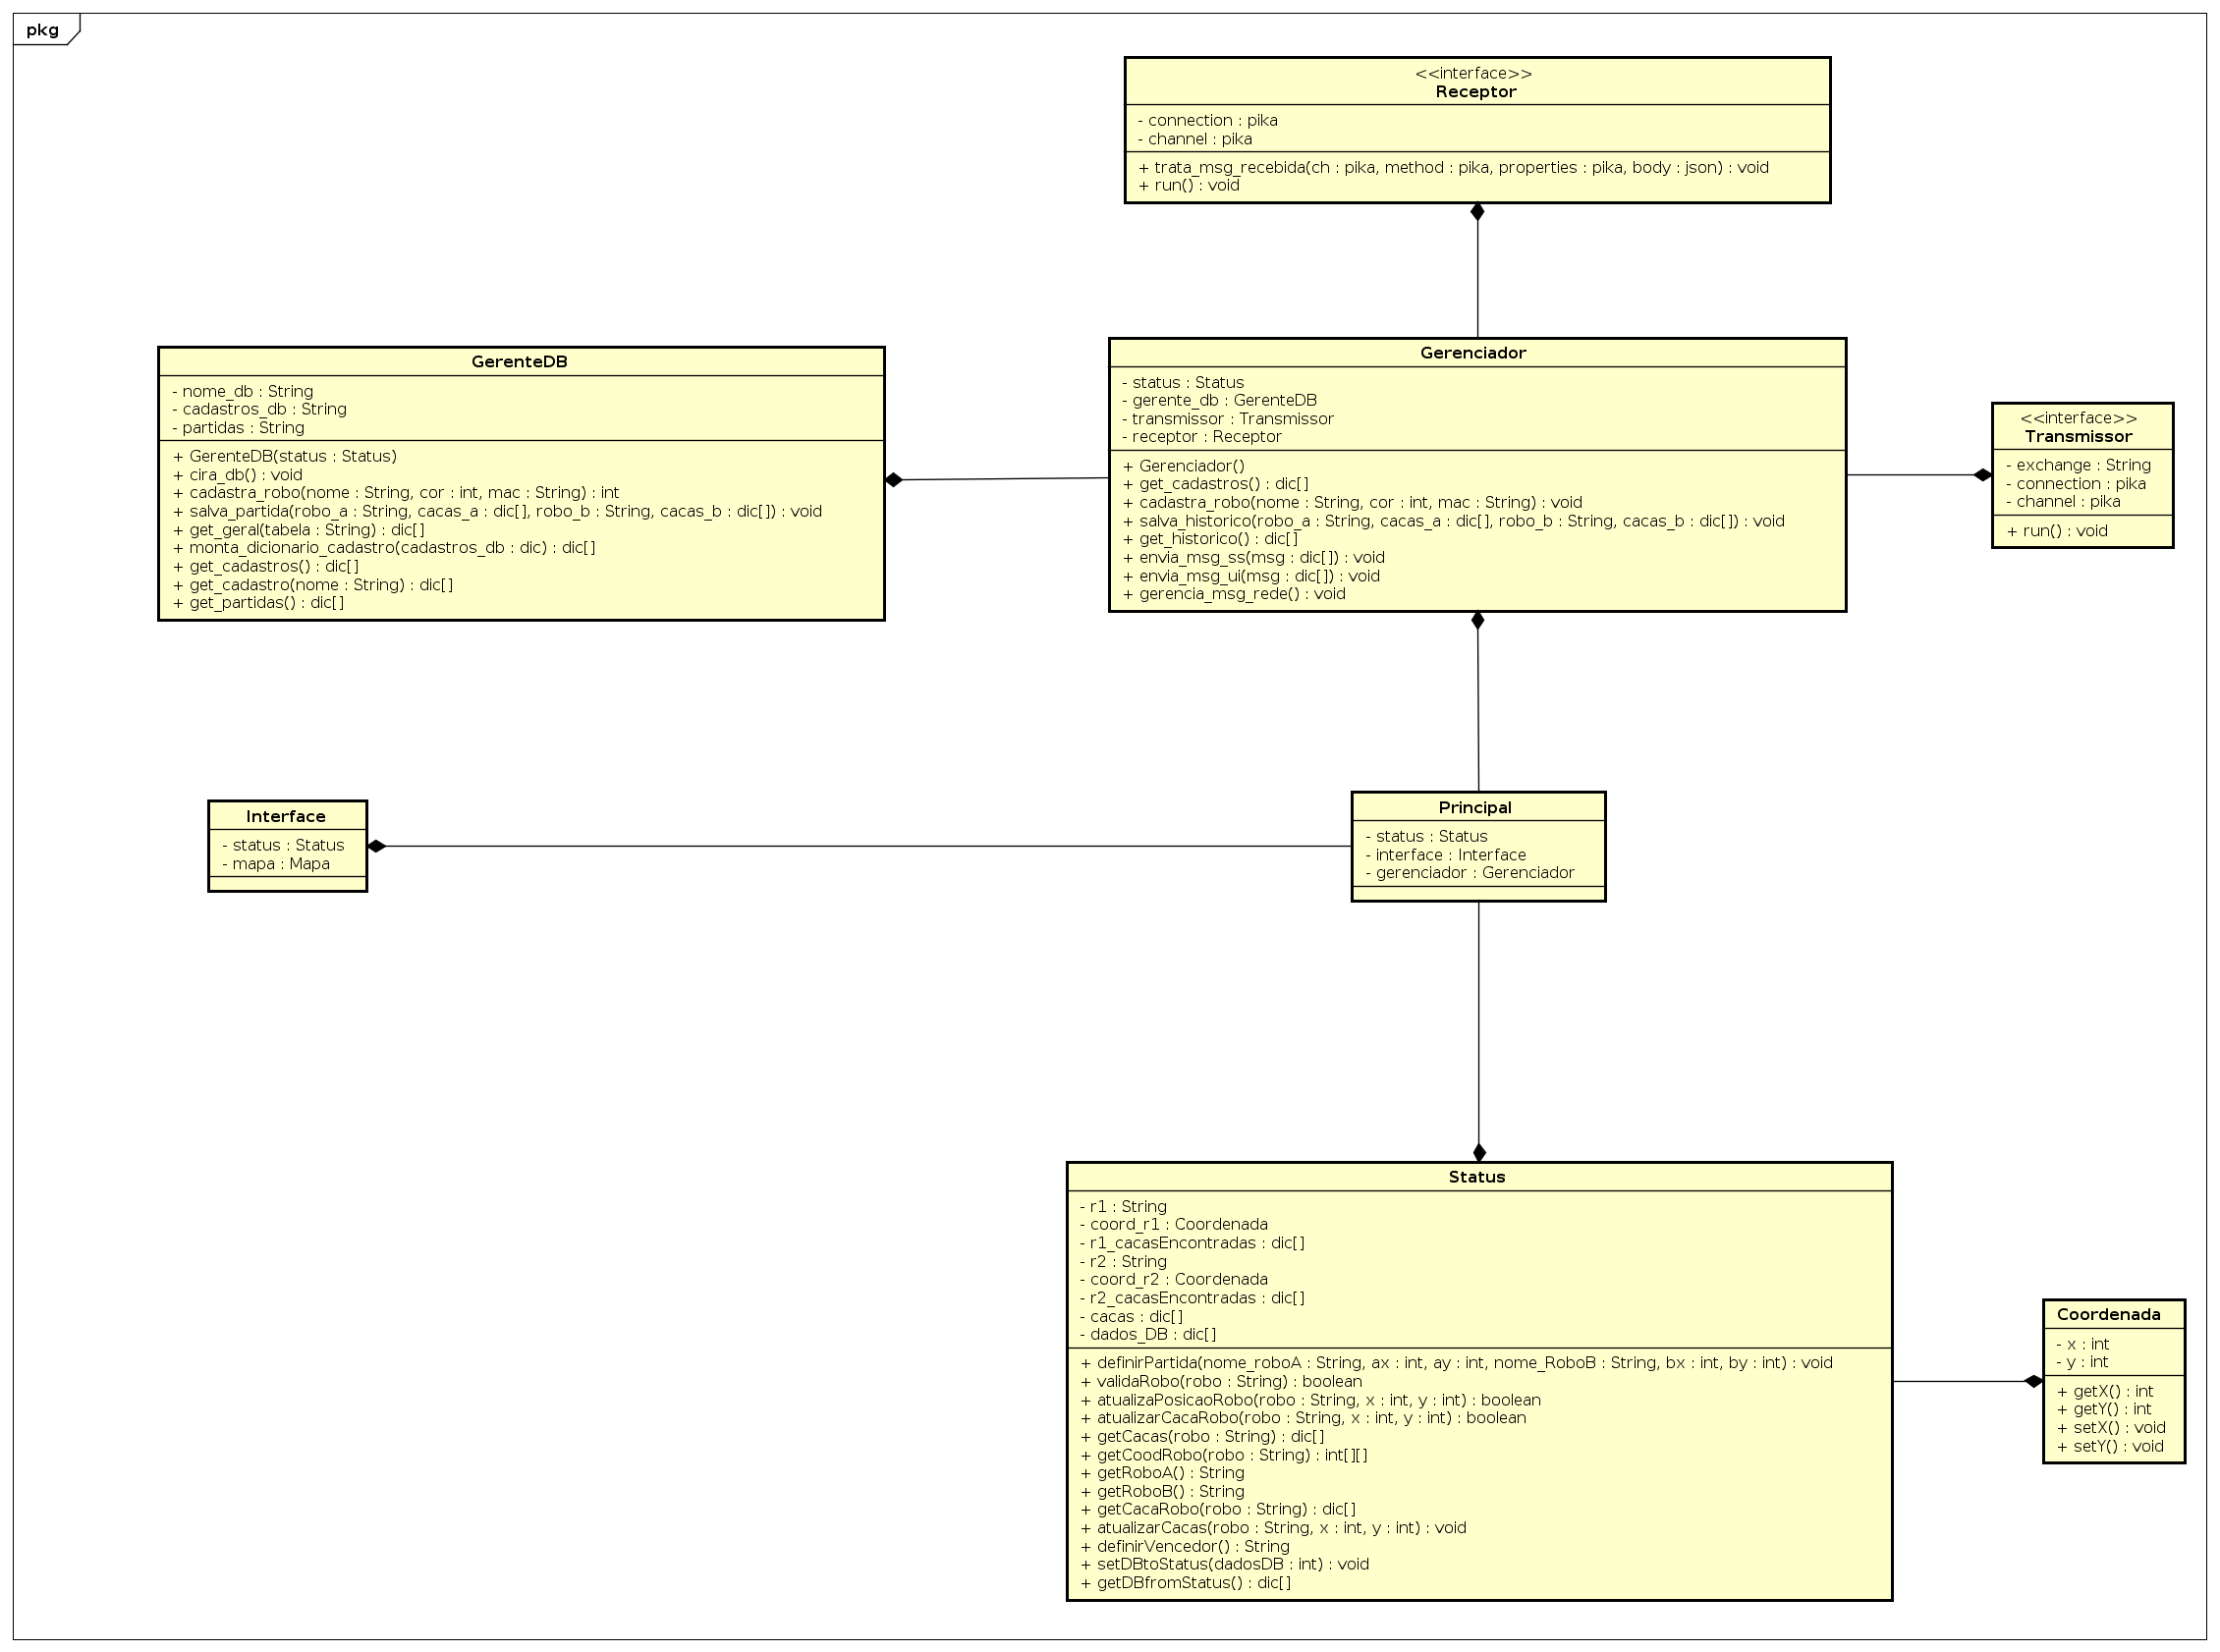 pkg
<<interface>>
Receptor
- connection : pika
- channel : pika
+ trata_msg_recebida(ch : pika, method : pika, properties : pika, body : json) : void
+ run() : void
GerenteDB
- nome_db : String
- cadastros_db : String
- partidas : String
+ GerenteDB(status : Status)
+ cira_db() : void
+ cadastra_robo(nome : String, cor : int, mac : String) : int
+ salva_partida(robo_a : String, cacas_a : dic[], robo_b : String, cacas_b : dic[]) : void
+ get_geral(tabela : String) : dic[]
+ monta_dicionario_cadastro(cadastros_db : dic) : dic[]
+ get_cadastros() : dic[]
+ get_cadastro(nome : String) : dic[]
+ get_partidas() : dic[]
Gerenciador
- status : Status
- gerente_db : GerenteDB
- transmissor : Transmissor
- receptor : Receptor
+ Gerenciador()
+ get_cadastros() : dic[]
+ cadastra_robo(nome : String, cor : int, mac : String) : void
+ salva_historico(robo_a : String, cacas_a : dic[], robo_b : String, cacas_b : dic[]) : void
+ get_historico() : dic[]
+ envia_msg_ss(msg : dic[]) : void
+ envia_msg_ui(msg : dic[]) : void
+ gerencia_msg_rede() : void
<<interface>>
Transmissor
- exchange : String
- connection : pika
- channel : pika
+ run() : void
Interface
- status : Status
- mapa : Mapa
Principal
- status : Status
- interface : Interface
- gerenciador : Gerenciador
Status
- r1 : String
- coord_r1 : Coordenada
- r1_cacasEncontradas : dic[]
- r2 : String
- coord_r2 : Coordenada
- r2_cacasEncontradas : dic[]
- cacas : dic[]
- dados_DB : dic[]
+ definirPartida(nome_roboA : String, ax : int, ay : int, nome_RoboB : String, bx : int, by : int) : void
+ validaRobo(robo : String) : boolean
+ atualizaPosicaoRobo(robo : String, x : int, y : int) : boolean
+ atualizarCacaRobo(robo : String, x : int, y : int) : boolean
+ getCacas(robo : String) : dic[]
+ getCoodRobo(robo : String) : int[][]
+ getRoboA() : String
+ getRoboB() : String
+ getCacaRobo(robo : String) : dic[]
+ atualizarCacas(robo : String, x : int, y : int) : void
+ definirVencedor() : String
+ setDBtoStatus(dadosDB : int) : void
+ getDBfromStatus() : dic[]
Coordenada
- x : int
- y : int
+ getX() : int
+ getY() : int
+ setX() : void
+ setY() : void